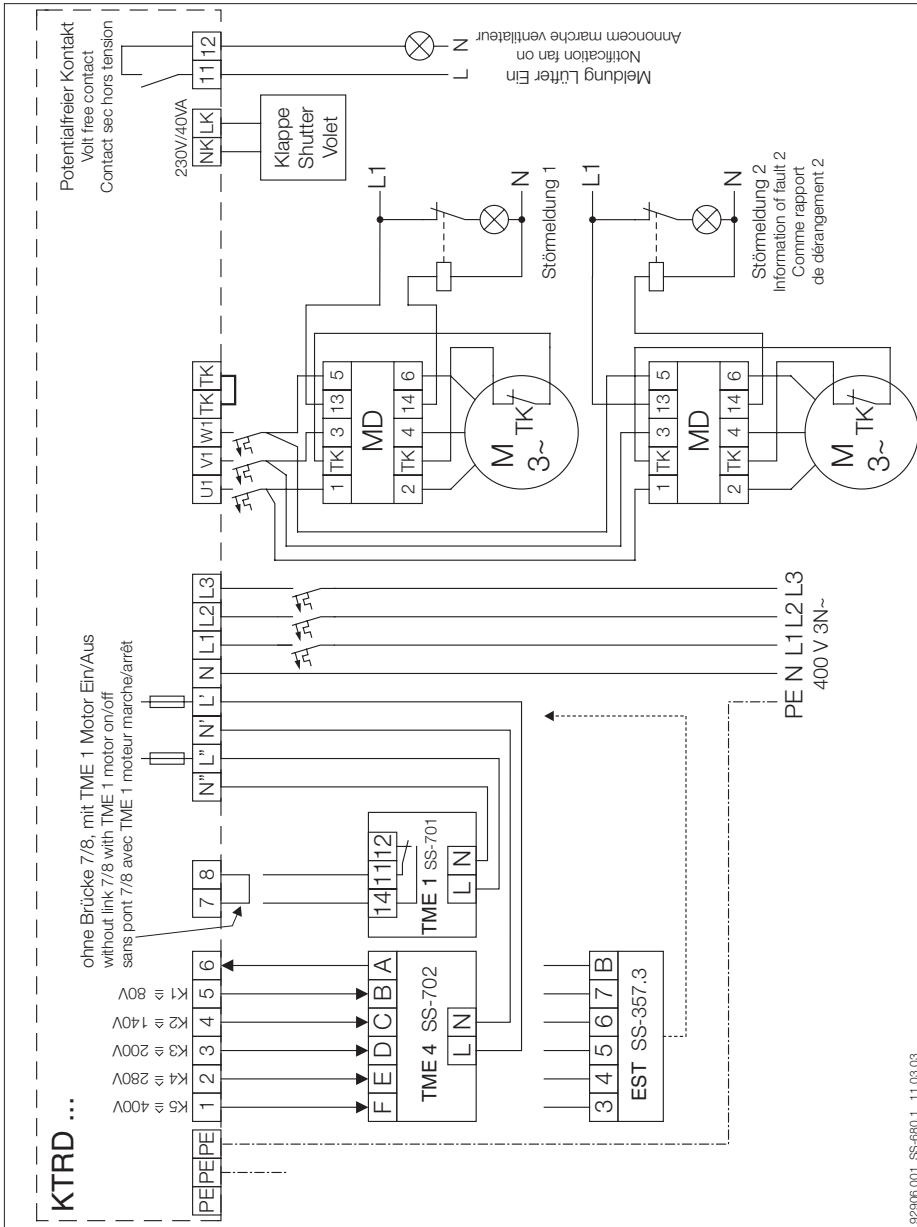 KTRD ...
PE PE PE
1 2 3 4 5 6
K5 ≙ 400V
K4 ≙ 280V
K3 ≙ 200V
K2 ≙ 140V
K1 ≙ 80V
ohne Brücke 7/8, mit TME 1 Motor Ein/Aus
without link 7/8 with TME 1 motor on/off
sans pont 7/8 avec TME 1 moteur marche/arrêt
7 8
N" L" N' L' N L1 L2 L3
U1 V1 W1 TK TK
230V/40VA
NK LK
11 12
Potentialfreier Kontakt
Volt free contact
Contact sec hors tension
Klappe
Shutter
Volet
L N
Meldung Lüfter Ein
Notification fan on
Annoncem marche ventilateur
F E D C B A
TME 4 SS-702
L N
14 11 12
TME 1 SS-701
L N
3 4 5 6 7 B
EST SS-357.3
PE N L1 L2 L3
400 V 3N~
1 TK 3 13 5
MD
2 TK 4 14 6
M
3~
TK
L1
N
Störmeldung 1
1 TK 3 13 5
MD
2 TK 4 14 6
M
3~
TK
L1
N
Störmeldung 2
Information of fault 2
Comme rapport
de dérangement 2
92906.001 SS-680.1 11.03.03